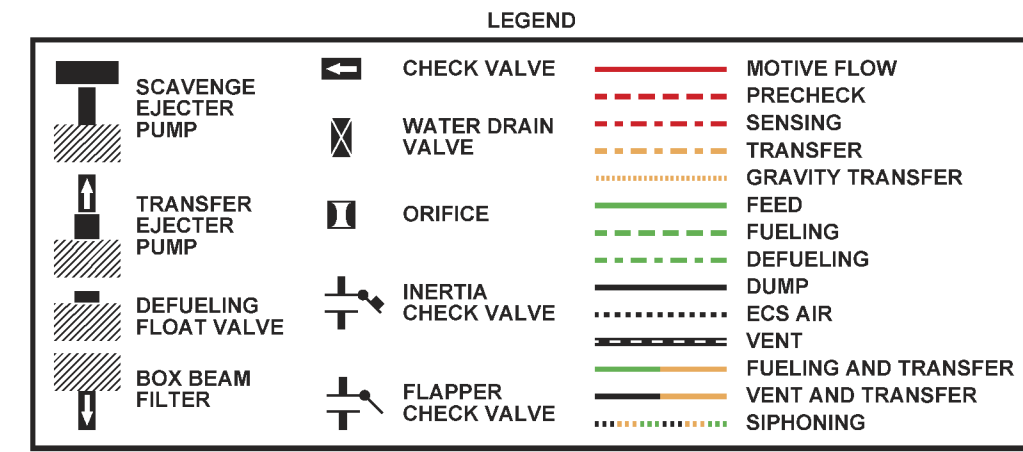 LEGEND
SCAVENGE
EJECTER
PUMP
TRANSFER
EJECTER
PUMP
DEFUELING
FLOAT VALVE
BOX BEAM
FILTER
CHECK VALVE
WATER DRAIN
VALVE
ORIFICE
INERTIA
CHECK VALVE
FLAPPER
CHECK VALVE
MOTIVE FLOW
PRECHECK
SENSING
TRANSFER
GRAVITY TRANSFER
FEED
FUELING
DEFUELING
DUMP
ECS AIR
VENT
FUELING AND TRANSFER
VENT AND TRANSFER
SIPHONING